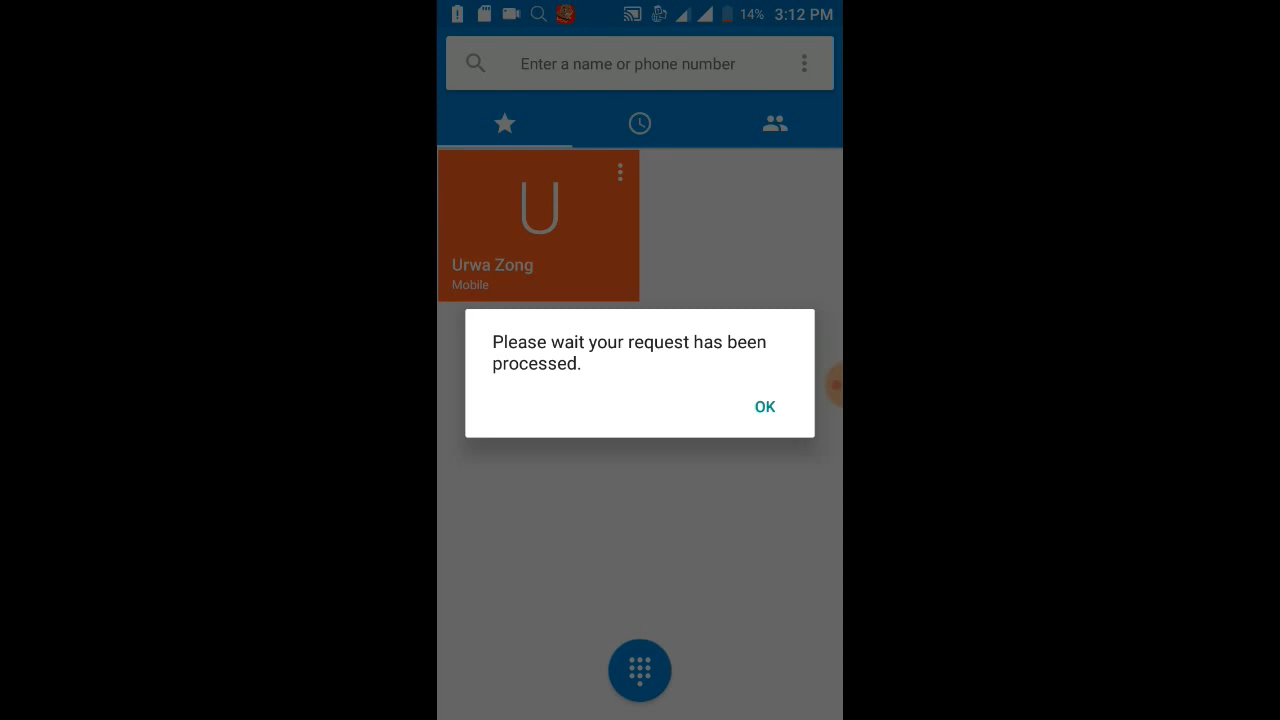 14% 3:12 PM
Enter a name or phone number
U
Urwa Zong
Mobile
Please wait your request has been
processed.
OK